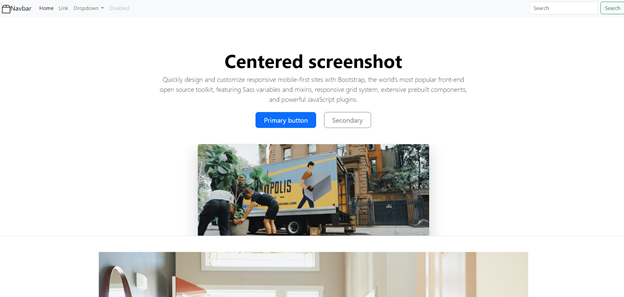 Navbar Home Link Dropdown Disabled Search Search
Centered screenshot
Quickly design and customize responsive mobile-first sites with Bootstrap, the world's most popular front-end
open source toolkit, featuring Sass variables and mixins, responsive grid system, extensive prebuilt components,
and powerful JavaScript plugins.
Primary button Secondary
OPOLIS